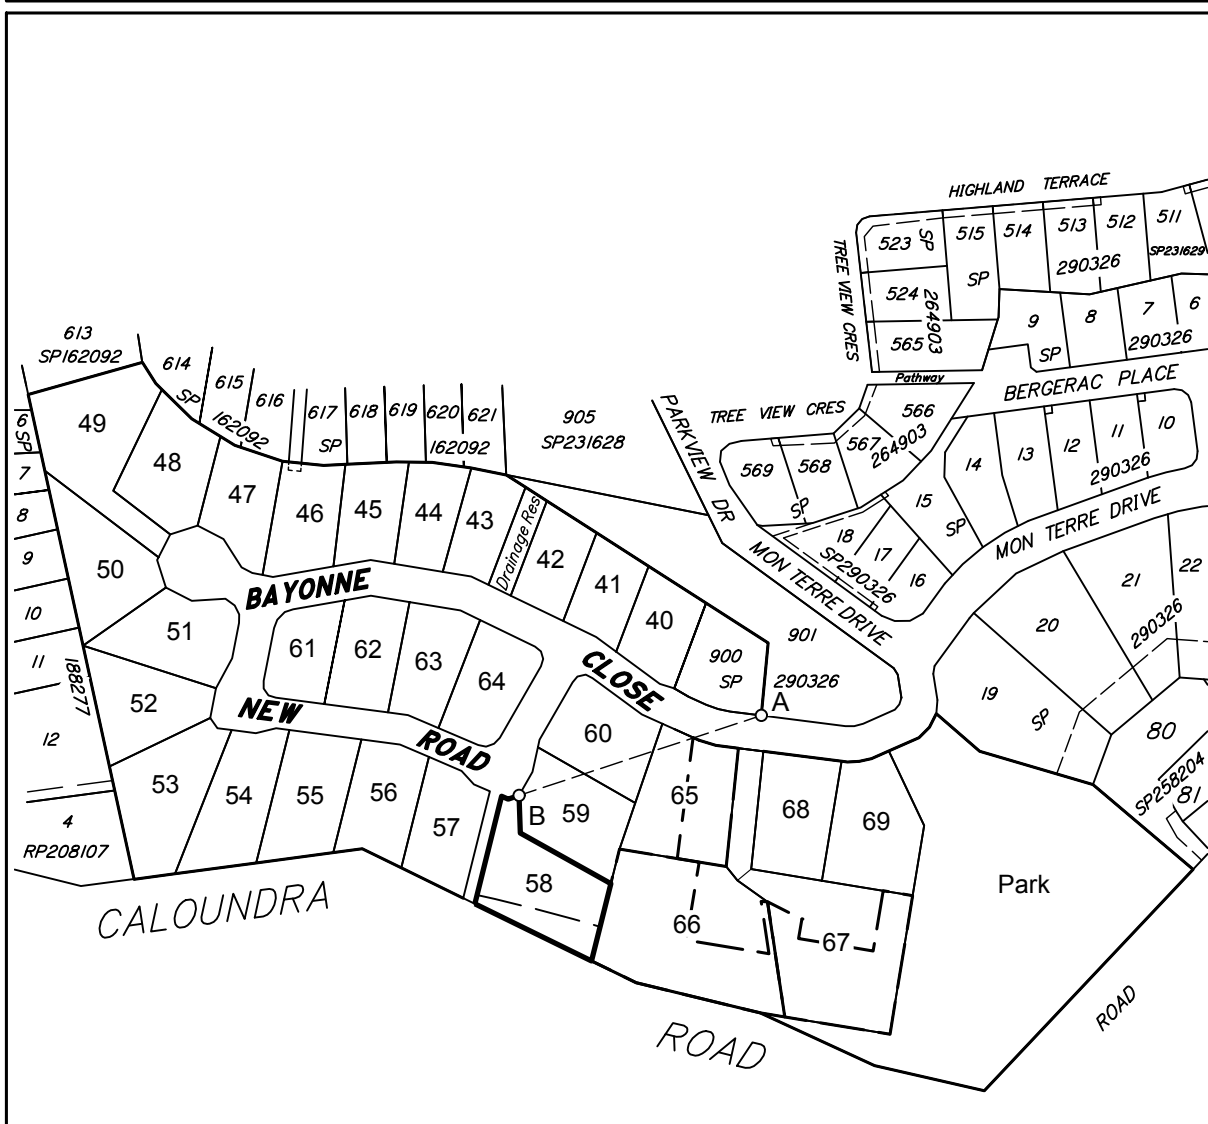 HIGHLAND TERRACE
TREE VIEW CRES
523
SP
515
514
513
512
511
SP
290326
SP231629
524
264903
565
9
8
7
6
SP
290326
Pathway
BERGERAC PLACE
613
SP162092
614
SP
615
616
162092
617
SP
618
619
620
621
162092
905
SP231628
PARKVIEW DR
TREE VIEW CRES
566
567
264903
569
568
SP
14
13
12
11
10
290326
15
SP
MON TERRE DRIVE
18
17
16
SP290326
MON TERRE DRIVE
6
SP
7
8
9
10
11
188277
12
4
RP208107
49
48
47
46
45
44
43
Drainage Res
42
41
40
900
SP
901
290326
50
51
52
53
54
55
56
57
BAYONNE
CLOSE
61
62
63
64
NEW
ROAD
A
B
60
59
58
65
66
67
68
69
19
20
21
22
SP
290326
80
SP258204
81
Park
CALOUNDRA
ROAD
ROAD